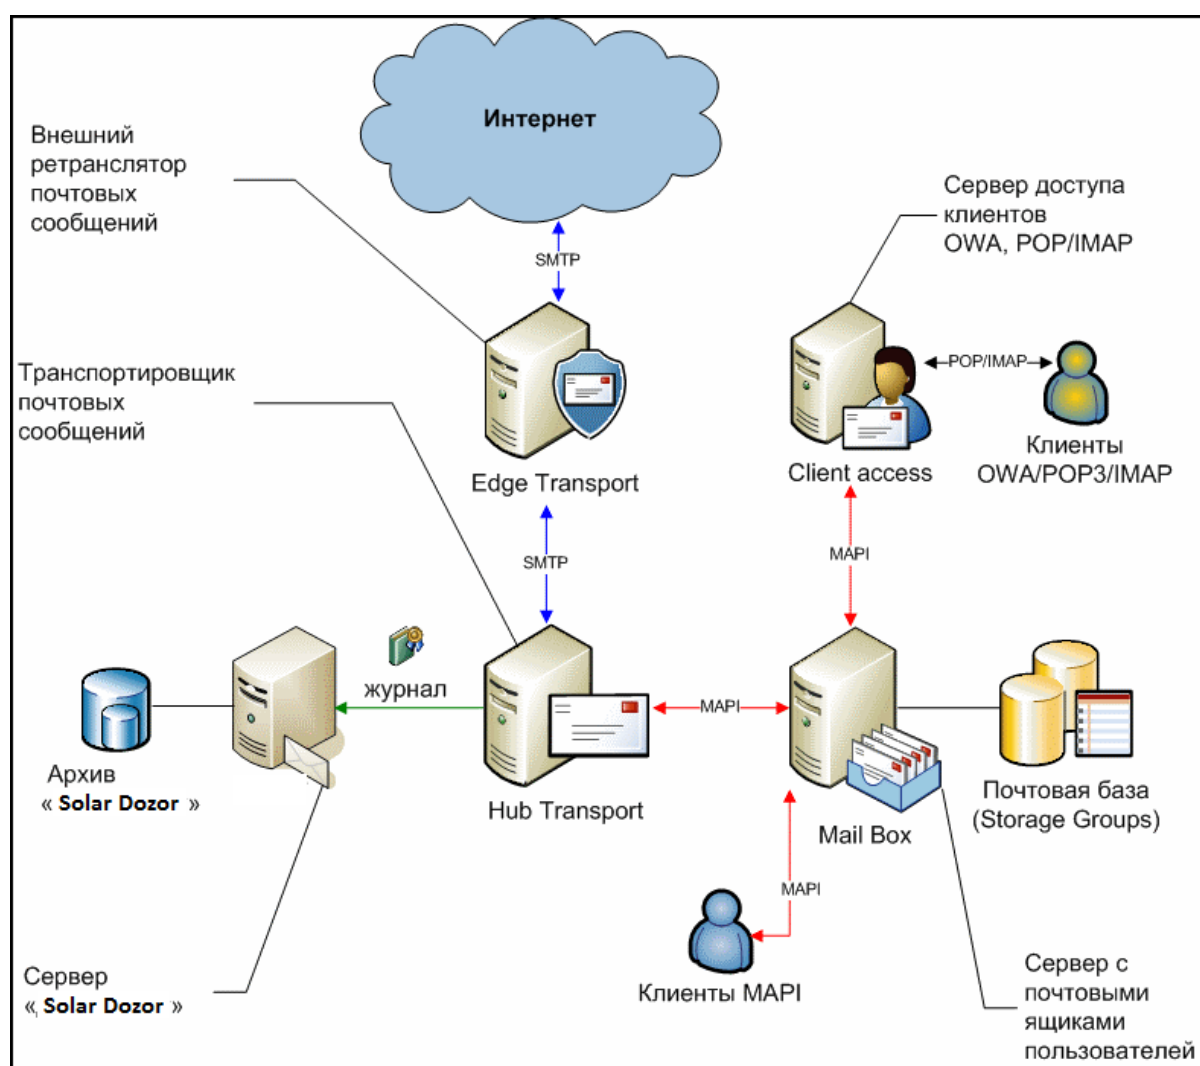 Интернет
Внешний
ретранслятор
почтовых
сообщений
Сервер доступа
клиентов
OWA, POP/IMAP
SMTP
Транспортировщик
почтовых
сообщений
POP/IMAP
Клиенты
OWA/POP3/IMAP
Edge Transport
Client access
SMTP
MAPI
журнал
MAPI
Архив
« Solar Dozor »
Hub Transport
Mail Box
Почтовая база
(Storage Groups)
MAPI
Клиенты MAPI
Сервер
« Solar Dozor »
Сервер с
почтовыми
ящиками
пользователей